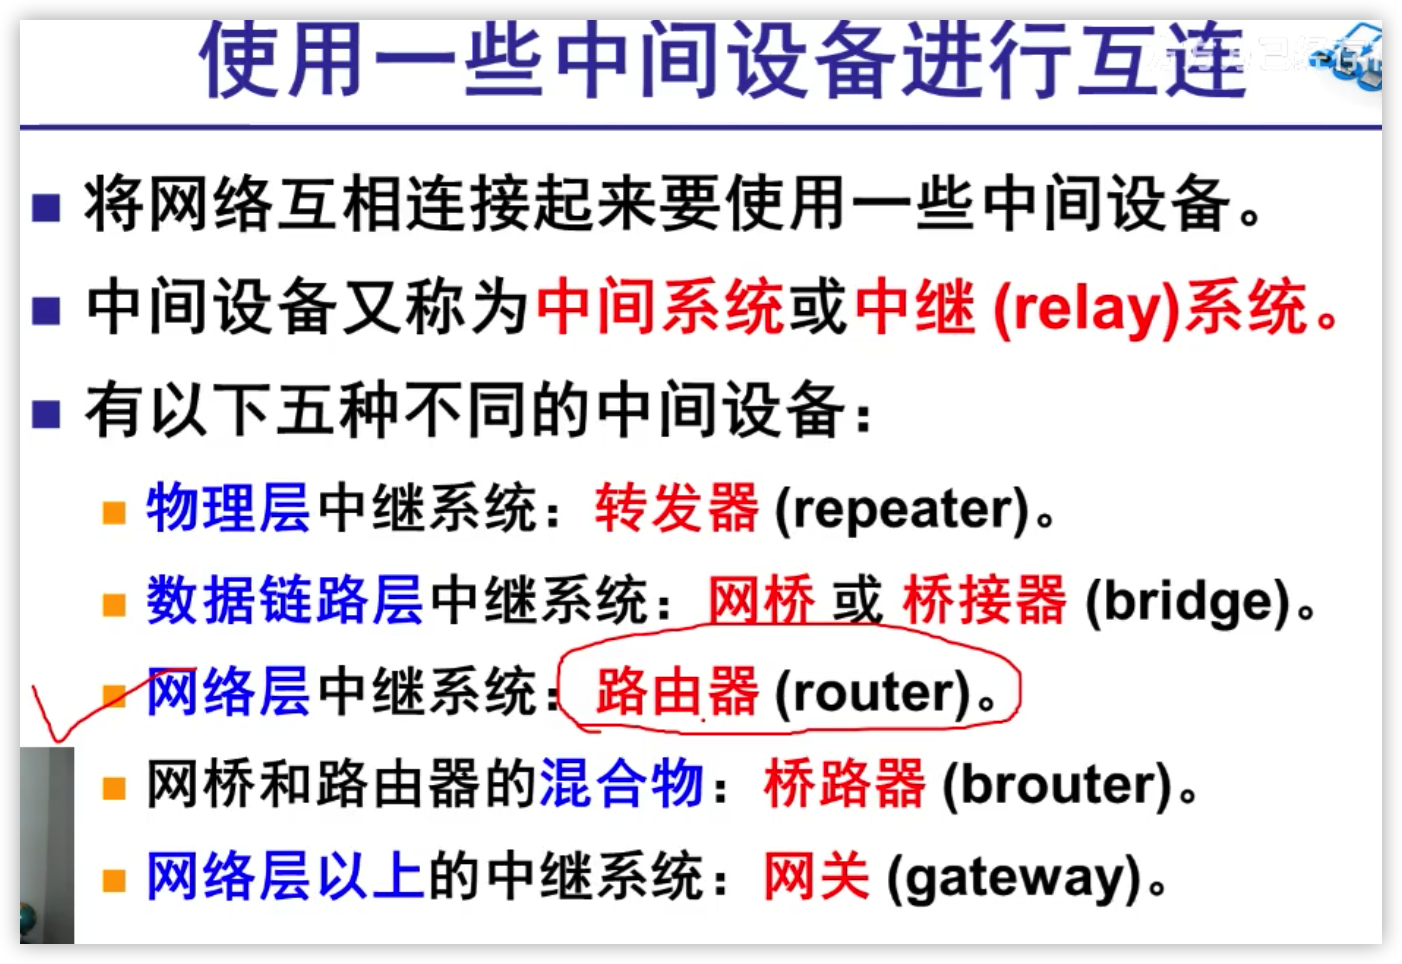 使用一些中间设备进行互连
将网络互相连接起来要使用一些中间设备。
中间设备又称为中间系统或中继 (relay)系统。
有以下五种不同的中间设备：
物理层中继系统：转发器 (repeater)。
数据链路层中继系统：网桥 或 桥接器 (bridge)。
网络层中继系统：路由器 (router)。
网桥和路由器的混合物：桥路器 (brouter)。
网络层以上的中继系统：网关 (gateway)。